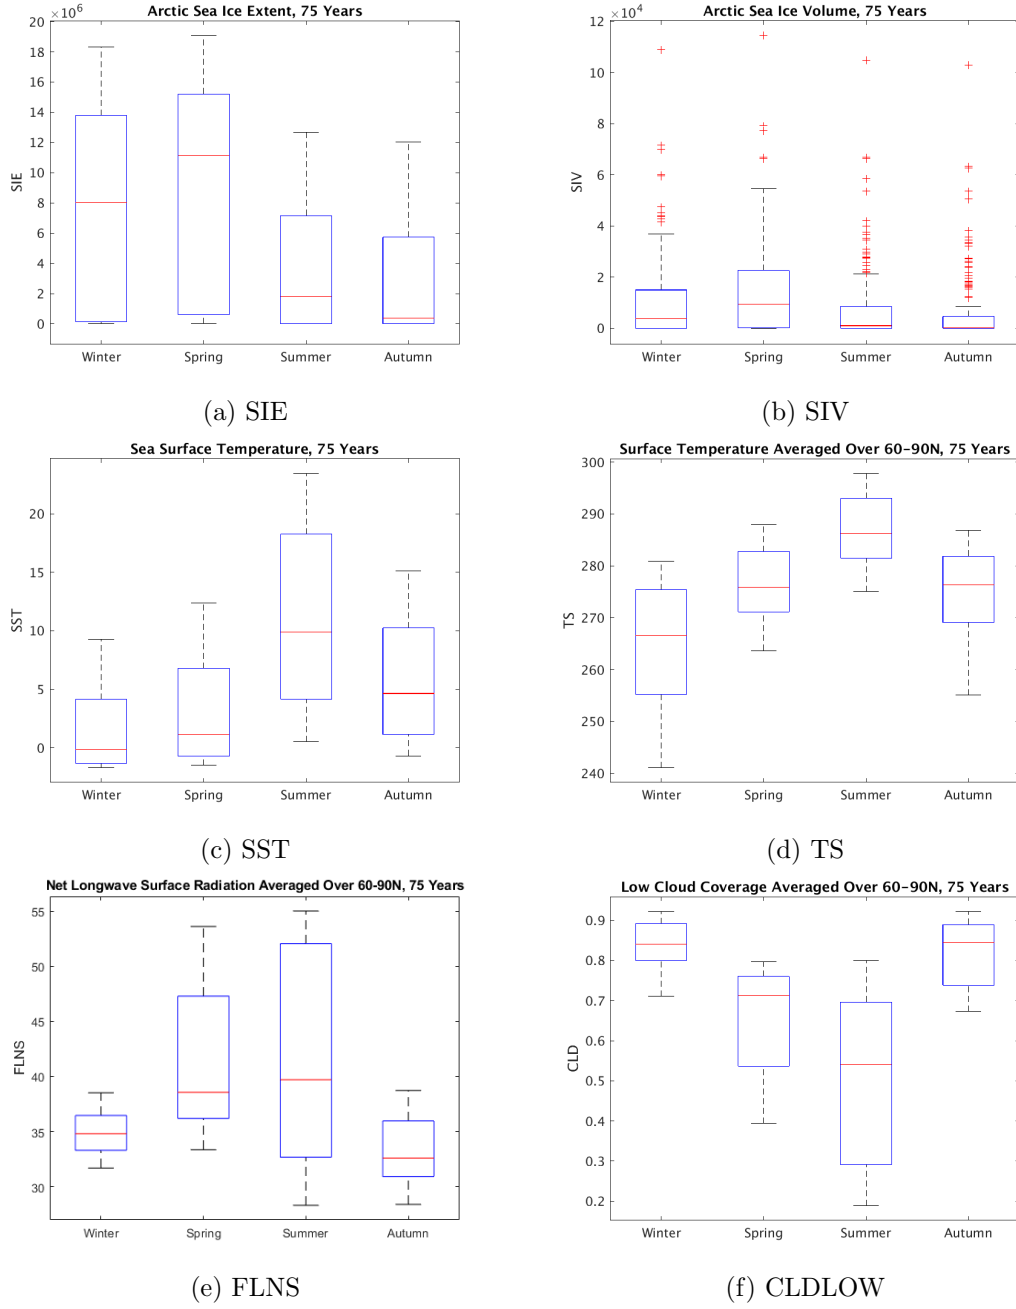 Arctic Sea Ice Extent, 75 Years
×10^6
20
18
16
14
12
10
8
6
4
2
0
SIE
Winter Spring Summer Autumn
(a) SIE
Arctic Sea Ice Volume, 75 Years
×10^4
12
10
8
6
4
2
0
SIV
Winter Spring Summer Autumn
(b) SIV
Sea Surface Temperature, 75 Years
20
15
10
5
0
SST
Winter Spring Summer Autumn
(c) SST
Surface Temperature Averaged Over 60-90N, 75 Years
300
290
280
270
260
250
240
TS
Winter Spring Summer Autumn
(d) TS
Net Longwave Surface Radiation Averaged Over 60-90N, 75 Years
55
50
45
40
35
30
FLNS
Winter Spring Summer Autumn
(e) FLNS
Low Cloud Coverage Averaged Over 60-90N, 75 Years
0.9
0.8
0.7
0.6
0.5
0.4
0.3
0.2
CLD
Winter Spring Summer Autumn
(f) CLDLOW